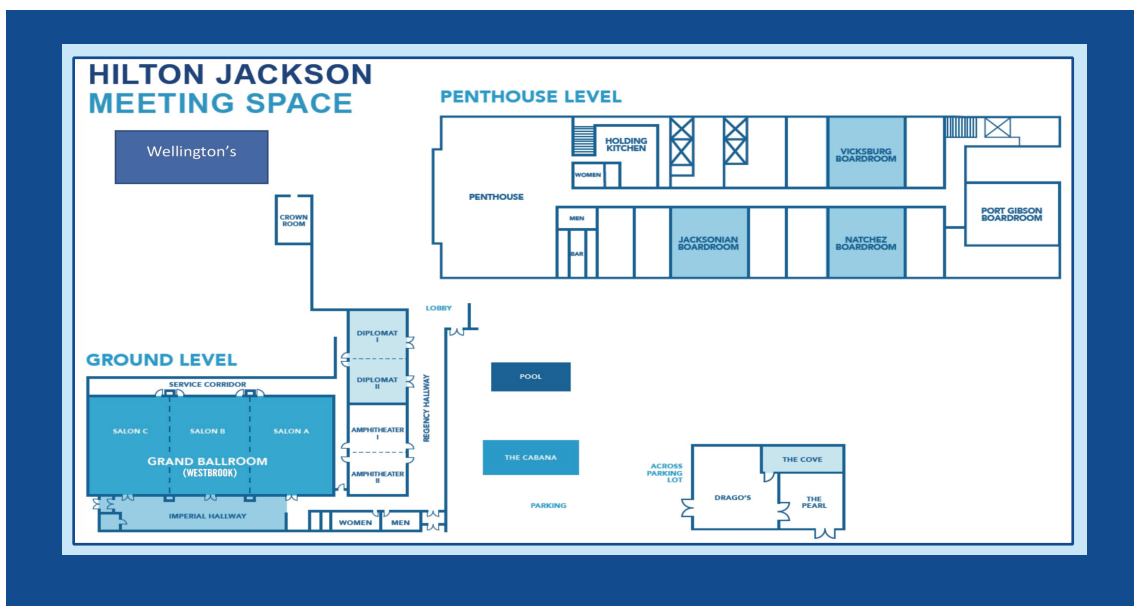 HILTON JACKSON
MEETING SPACE
Wellington's
PENTHOUSE LEVEL
HOLDING
KITCHEN
WOMEN
PENTHOUSE
MEN
BAR
VICKSBURG
BOARDROOM
JACKSONIAN
BOARDROOM
NATCHEZ
BOARDROOM
PORT GIBSON
BOARDROOM
CROWN
ROOM
LOBBY
DIPLOMAT
I
DIPLOMAT
II
REGENCY HALLWAY
AMPHITHEATER
I
AMPHITHEATER
II
GROUND LEVEL
SERVICE CORRIDOR
SALON C
SALON B
SALON A
GRAND BALLROOM
(WESTBROOK)
IMPERIAL HALLWAY
WOMEN
MEN
POOL
THE CABANA
PARKING
ACROSS
PARKING
LOT
DRAGO'S
THE COVE
THE
PEARL